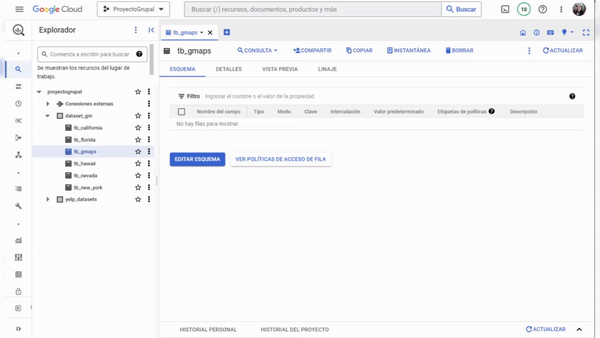 Google Cloud
ProyectoGrupal
Buscar (/) recursos, documentos, productos y más
Buscar
10
Explorador
Comienza a escribir para buscar
Se muestran los recursos del lugar de
trabajo.
proyectognupal
Conexiones externas
dataset_gm
tb_california
tb_florida
tb_gmaps
tb_hawaii
tb_nevada
tb_new_york
yelp_datasets
tb_gmaps
tb_gmaps
CONSULTA
COMPARTIR
COPIAR
INSTANTÁNEA
BORRAR
ACTUALIZAR
ESQUEMA
DETALLES
VISTA PREVIA
LINAJE
Filtro
Ingresar el nombre o el valor de la propiedad
Nombre del campo
Tipo
Modo
Clave
Intercalación
Valor predeterminado
Etiquetas de políticas
Descripción
No hay filas para mostrar
EDITAR ESQUEMA
VER POLÍTICAS DE ACCESO DE FILA
HISTORIAL PERSONAL
HISTORIAL DEL PROYECTO
ACTUALIZAR